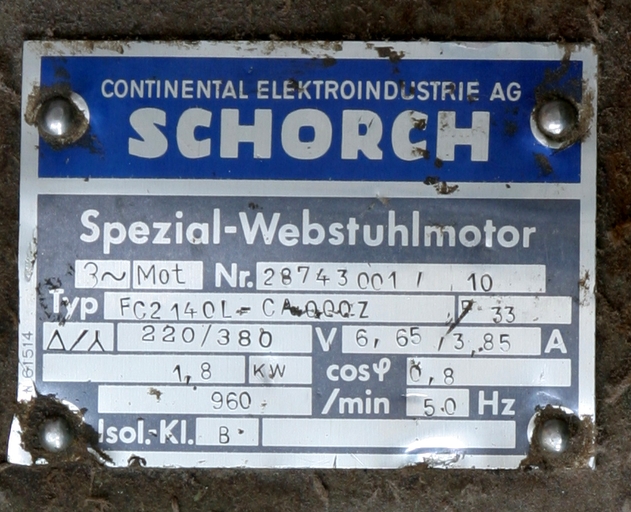 CONTINENTAL ELEKTROINDUSTRIE AG
SCHORCH
Spezial-Webstuhlmotor
3~ Mot Nr. 28743001 / 10
Typ FC2140L-CA000Z 33
△/⅄ 220/380 V 6,65 / 3,85 A
1,8 KW cosφ 0,8
960 /min 50 Hz
Isol.-Kl. B
61514